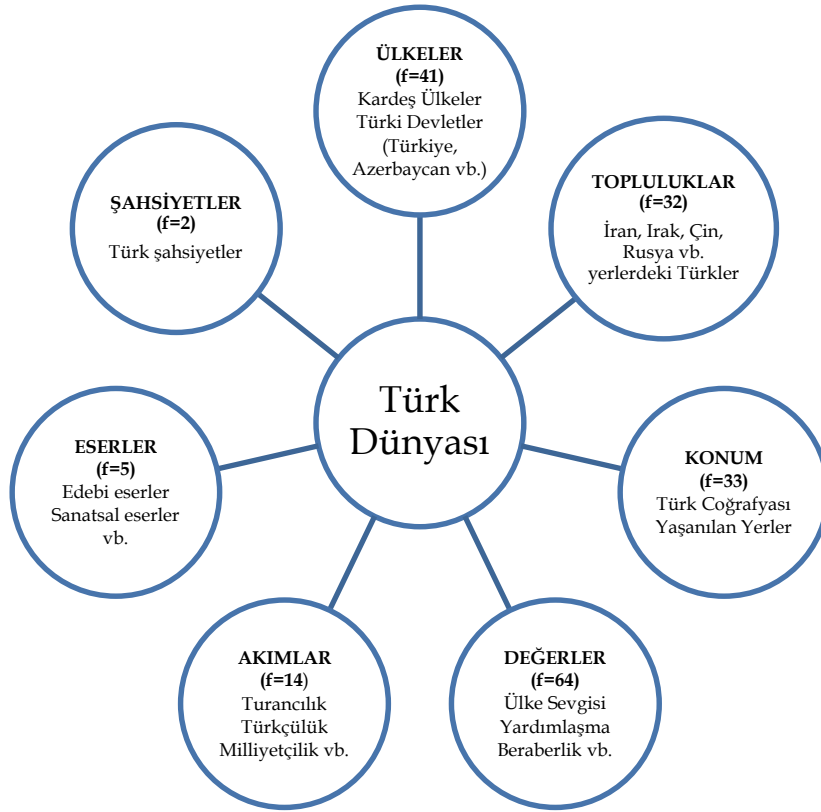 ÜLKELER
(f=41)
Kardeş Ülkeler
Türki Devletler
(Türkiye,
Azerbaycan vb.)
TOPLULUKLAR
(f=32)
İran, Irak, Çin,
Rusya vb.
yerlerdeki Türkler
KONUM
(f=33)
Türk Coğrafyası
Yaşanılan Yerler
DEĞERLER
(f=64)
Ülke Sevgisi
Yardımlaşma
Beraberlik vb.
AKIMLAR
(f=14)
Turancılık
Türkçülük
Milliyetçilik vb.
ESERLER
(f=5)
Edebi eserler
Sanatsal eserler
vb.
ŞAHSİYETLER
(f=2)
Türk şahsiyetler
Türk
Dünyası